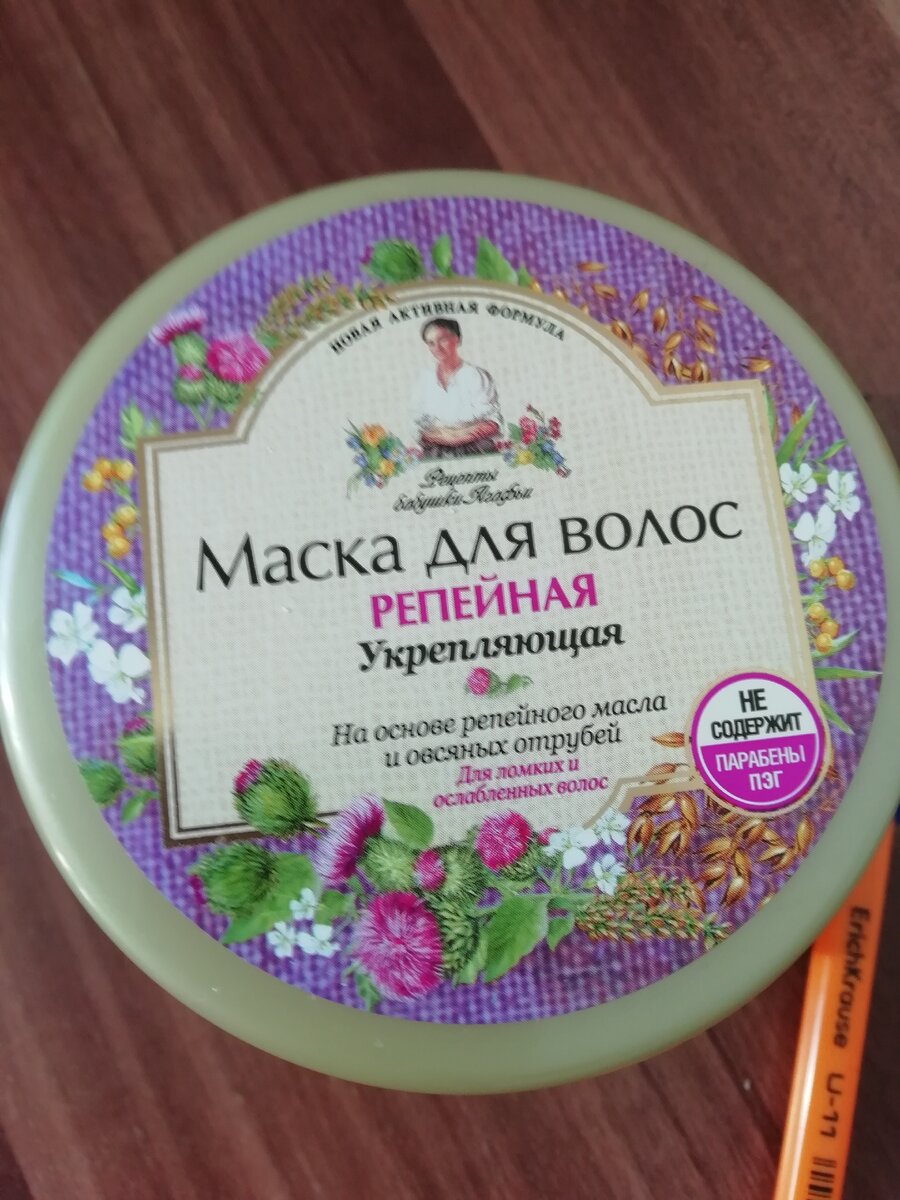 НОВАЯ АКТИВНАЯ ФОРМУЛА
Рецепты
бабушки Агафьи
Маска для волос
РЕПЕЙНАЯ
Укрепляющая
На основе репейного масла
и овсяных отрубей
Для ломких и
ослабленных волос
НЕ
СОДЕРЖИТ
ПАРАБЕНЫ
ПЭГ
ErichKrause U-11